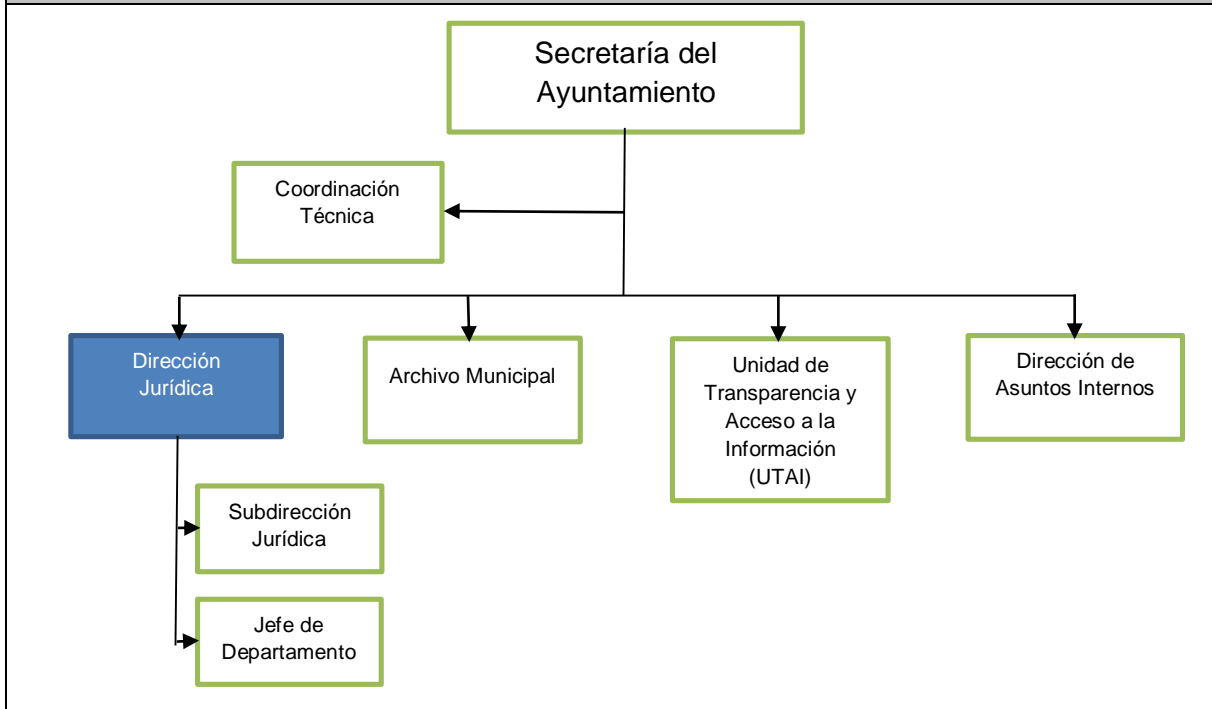 Secretaría del
Ayuntamiento
Coordinación
Técnica
Dirección
Jurídica
Archivo Municipal
Unidad de
Transparencia y
Acceso a la
Información
(UTAI)
Dirección de
Asuntos Internos
Subdirección
Jurídica
Jefe de
Departamento